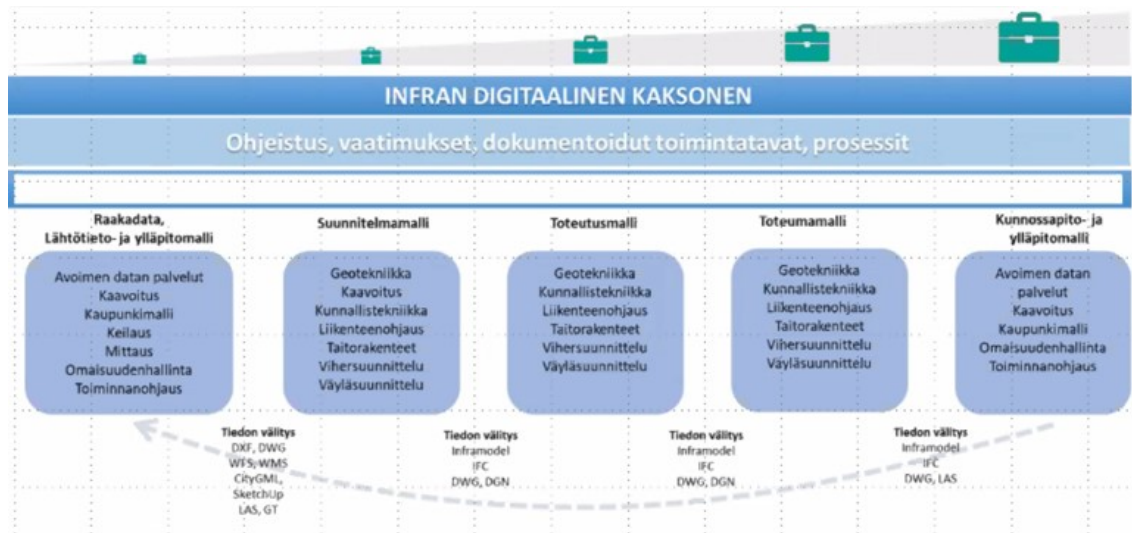 INFRAN DIGITAALINEN KAKSONEN
Ohjeistus, vaatimukset, dokumentoidut toimintatavat, prosessit
Raakadata,
Lähtötieto- ja ylläpitomalli
Avoimen datan palvelut
Kaavoitus
Kaupunkimalli
Keilaus
Mittaus
Omaisuudenhallinta
Toiminnanohjaus
Suunnitelmamalli
Geotekniikka
Kaavoitus
Kunnallistekniikka
Liikenteenohjaus
Taitorakenteet
Vihersuunnittelu
Väyläsuunnittelu
Toteutusmalli
Geotekniikka
Kunnallistekniikka
Liikenteenohjaus
Taitorakenteet
Vihersuunnittelu
Väyläsuunnittelu
Toteumamalli
Geotekniikka
Kunnallistekniikka
Liikenteenohjaus
Taitorakenteet
Vihersuunnittelu
Väyläsuunnittelu
Kunnossapito- ja
ylläpitomalli
Avoimen datan
palvelut
Kaavoitus
Kaupunkimalli
Omaisuudenhallinta
Toiminnanohjaus
Tiedon välitys
DXF, DWG
WFS, WMS
CityGML,
SketchUp
LAS, GT
Tiedon välitys
Inframodel
IFC
DWG, DGN
Tiedon välitys
Inframodel
IFC
DWG, DGN
Tiedon välitys
Inframodel
IFC
DWG, LAS